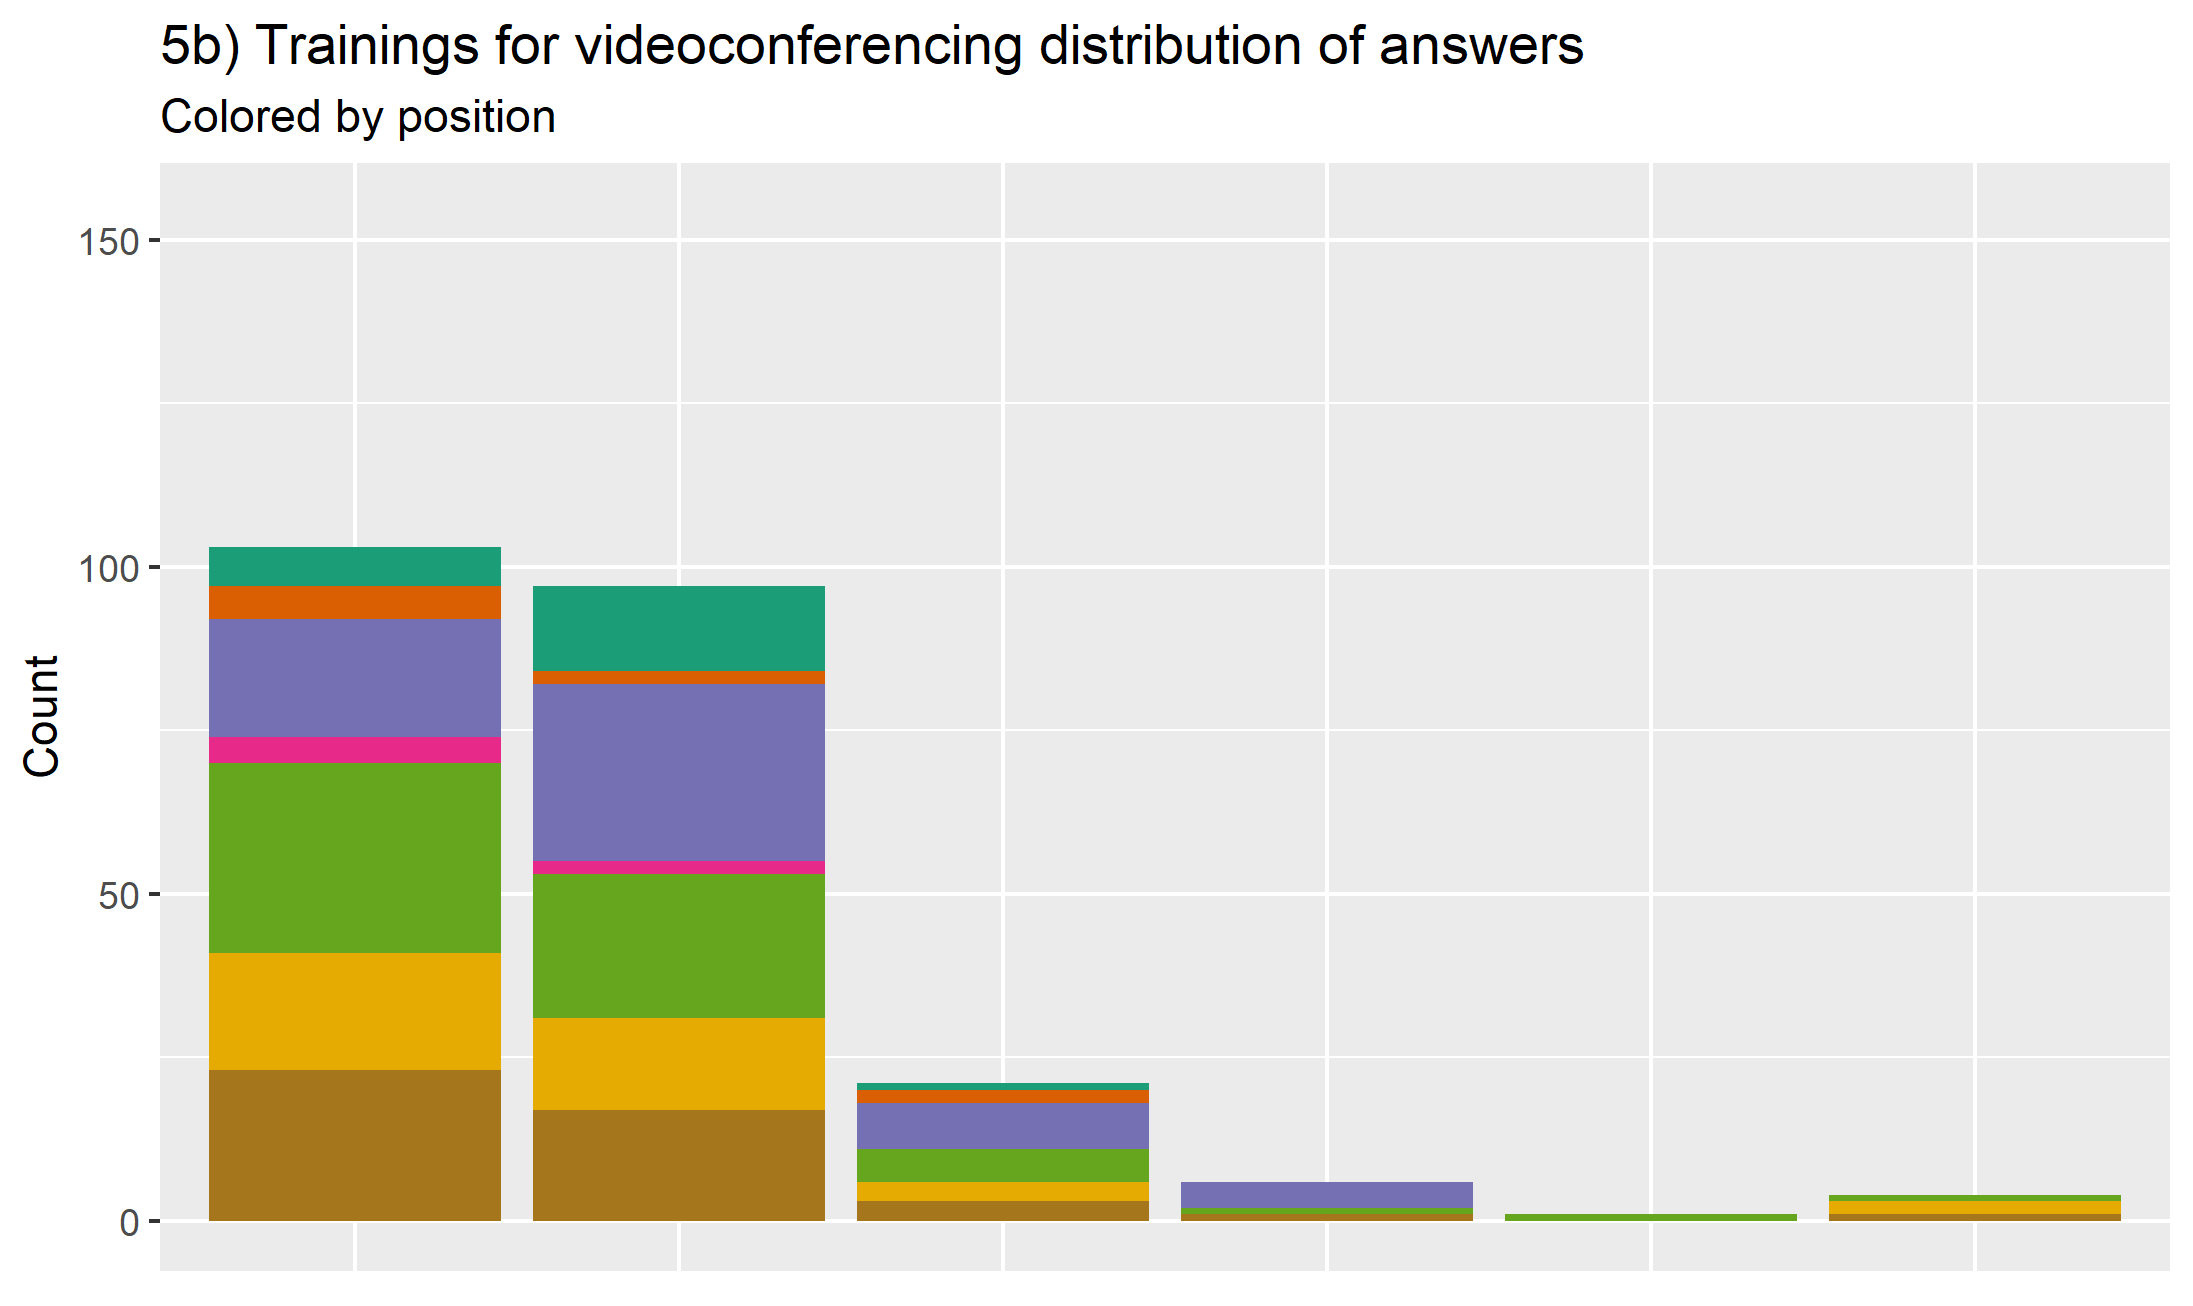 5b) Trainings for videoconferencing distribution of answers
Colored by position
150
100
50
0
Count